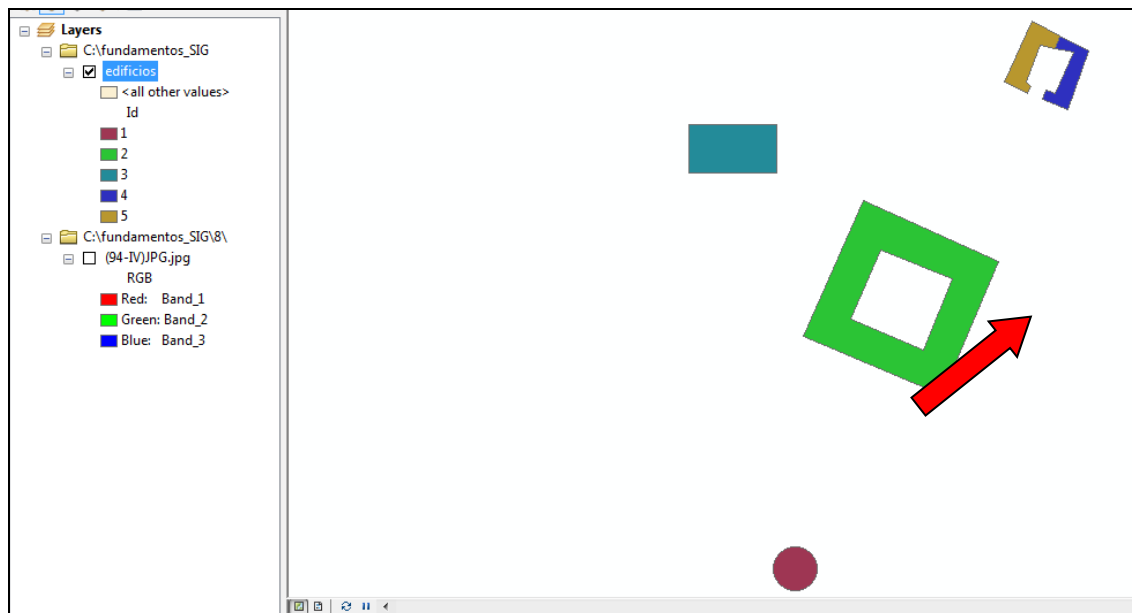 Layers
C:\fundamentos_SIG
edificios
<all other values>
Id
1
2
3
4
5
C:\fundamentos_SIG\8\
(94-IV)JPG.jpg
RGB
Red: Band_1
Green: Band_2
Blue: Band_3